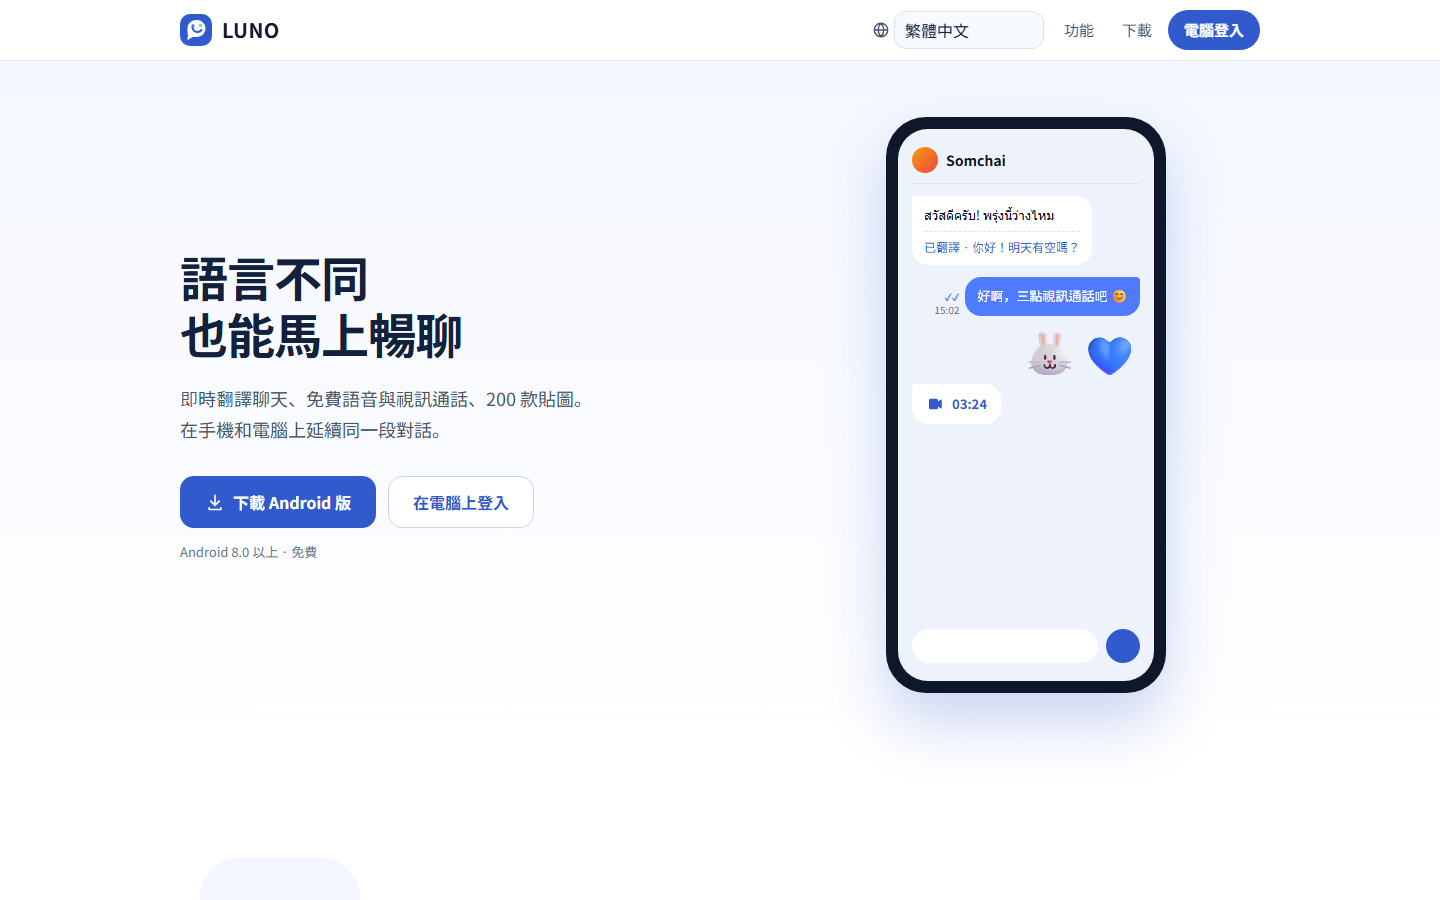 LUNO
繁體中文
功能
下載
電腦登入
語言不同
也能馬上暢聊
即時翻譯聊天、免費語音與視訊通話、200 款貼圖。
在手機和電腦上延續同一段對話。
下載 Android 版
在電腦上登入
Android 8.0 以上 · 免費
Somchai
สวัสดีครับ! พรุ่งนี้ว่างไหม
已翻譯 · 你好！明天有空嗎？
好啊，三點視訊通話吧 😊
15:02
03:24